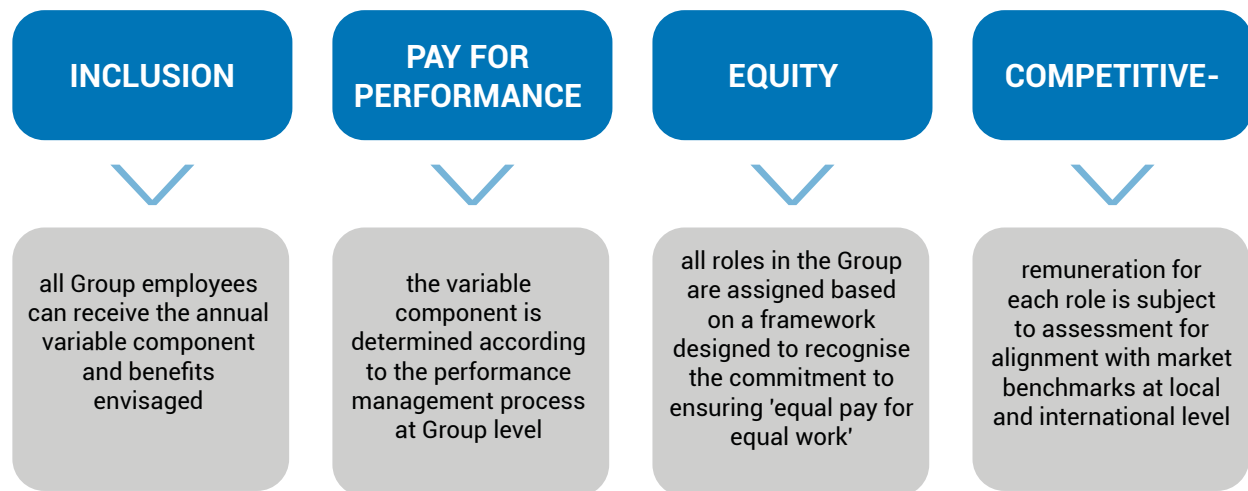 INCLUSION
all Group employees
can receive the annual
variable component
and benefits
envisaged
PAY FOR
PERFORMANCE
the variable
component is
determined according
to the performance
management process
at Group level
EQUITY
all roles in the Group
are assigned based
on a framework
designed to recognise
the commitment to
ensuring 'equal pay for
equal work'
COMPETITIVE-
remuneration for
each role is subject
to assessment for
alignment with market
benchmarks at local
and international level